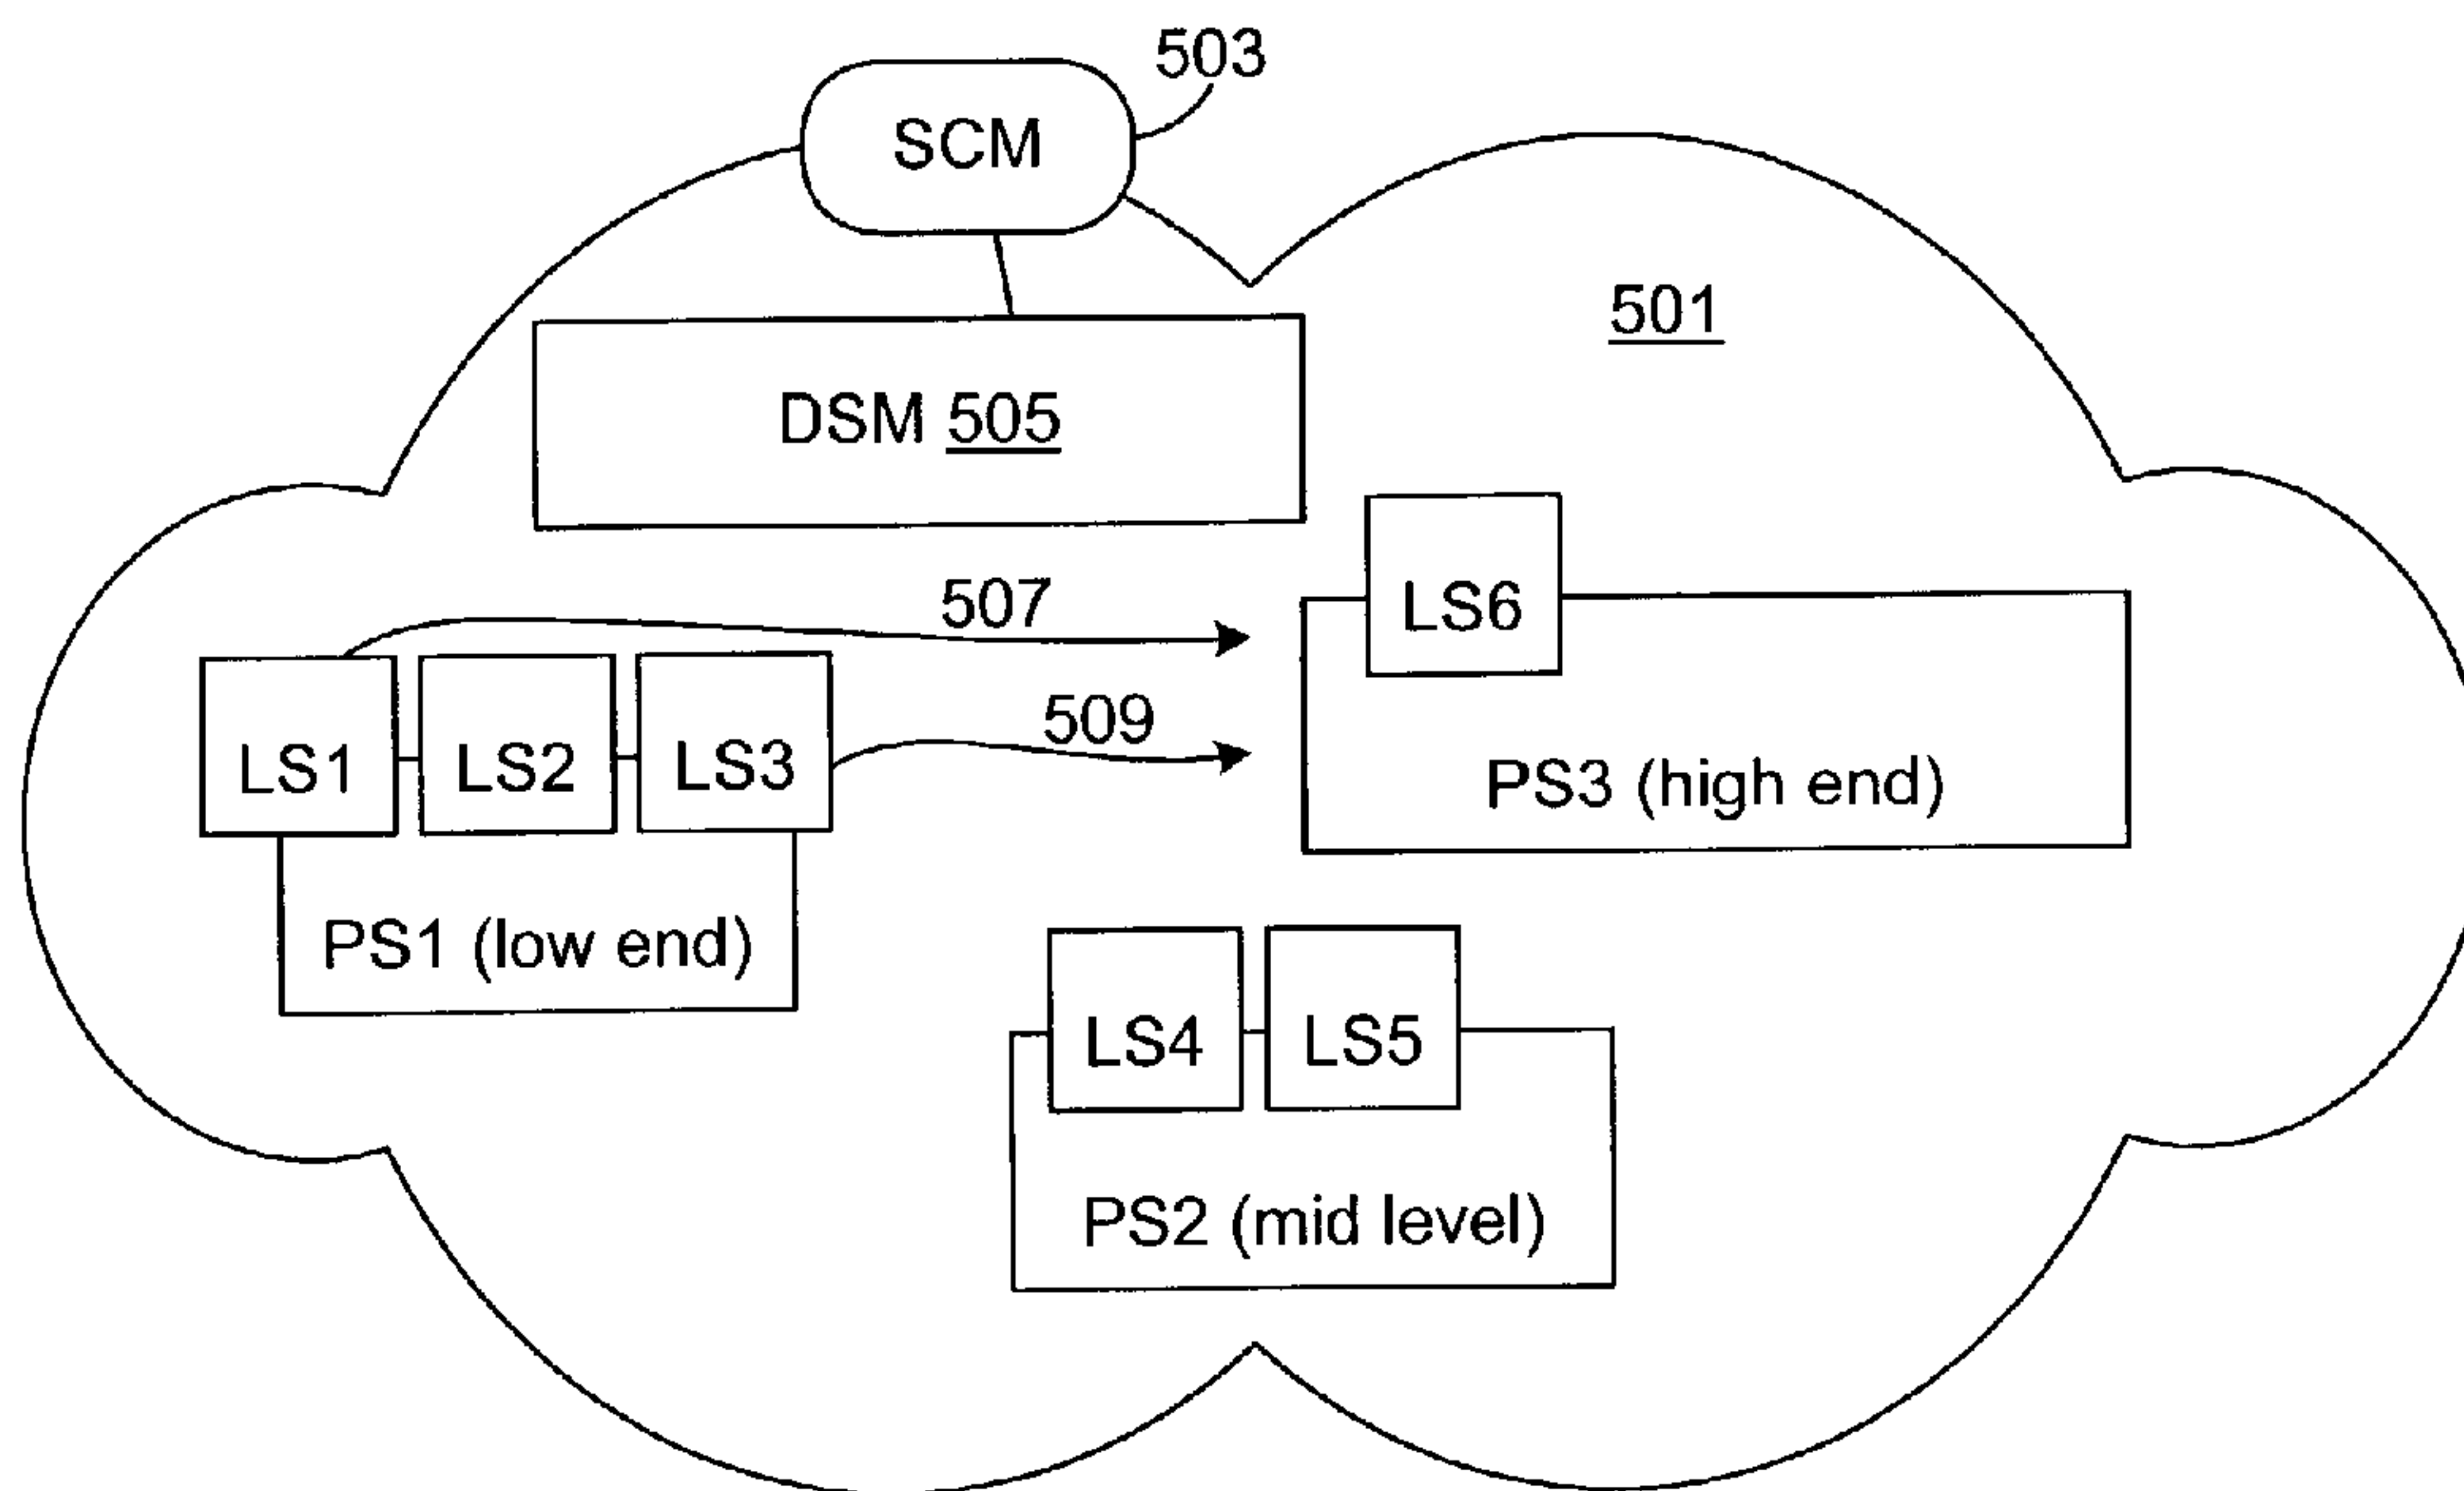 503
SCM
501
DSM 505
507
LS6
509
LS1 LS2 LS3
PS3 (high end)
PS1 (low end)
LS4 LS5
PS2 (mid level)